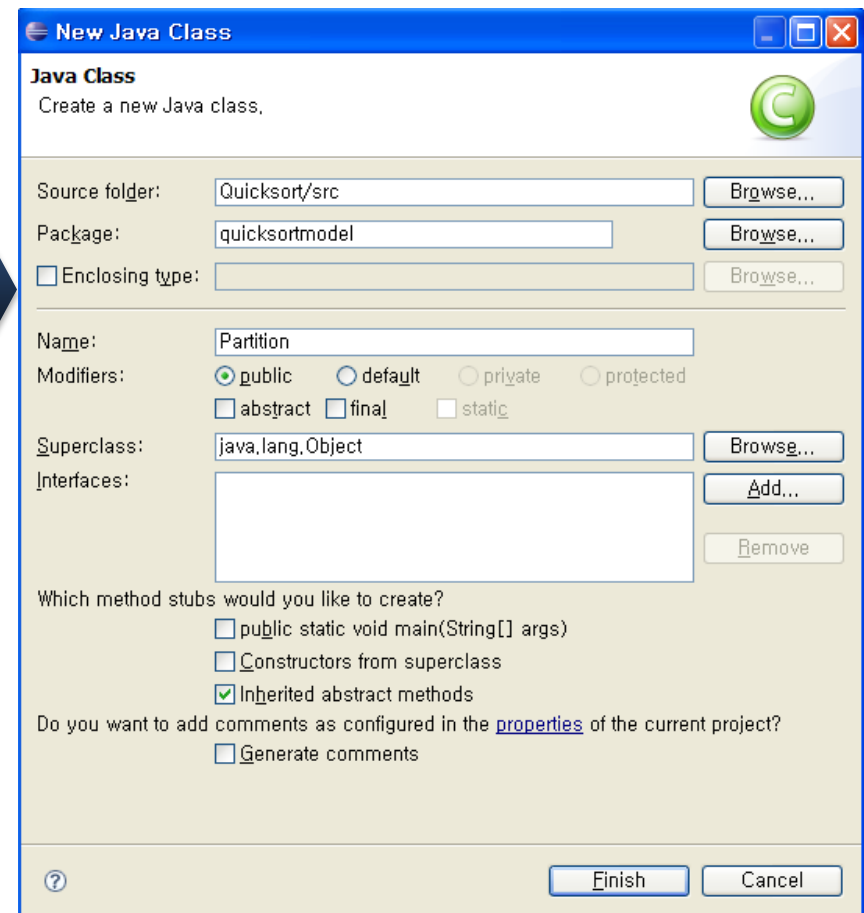 New Java Class
Java Class
Create a new Java class,
Source folder: Quicksort/src Browse,,,
Package: quicksortmodel Browse,,,
Enclosing type: Browse,,,
Name: Partition
Modifiers: public default private protected
abstract final static
Superclass: java,lang,Object Browse,,,
Interfaces: Add,,,
Remove
Which method stubs would you like to create?
public static void main(String[] args)
Constructors from superclass
Inherited abstract methods
Do you want to add comments as configured in the properties of the current project?
Generate comments
? Finish Cancel